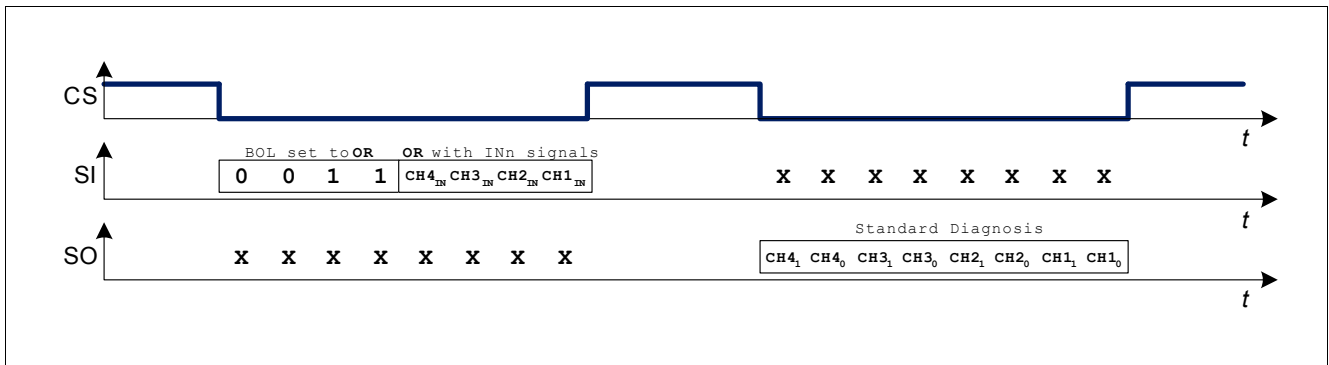 CS
t
BOL set to OR OR with INn signals
SI 0 0 1 1 CH4IN CH3IN CH2IN CH1IN X X X X X X X X
t
Standard Diagnosis
SO X X X X X X X X CH41 CH40 CH31 CH30 CH21 CH20 CH11 CH10
t